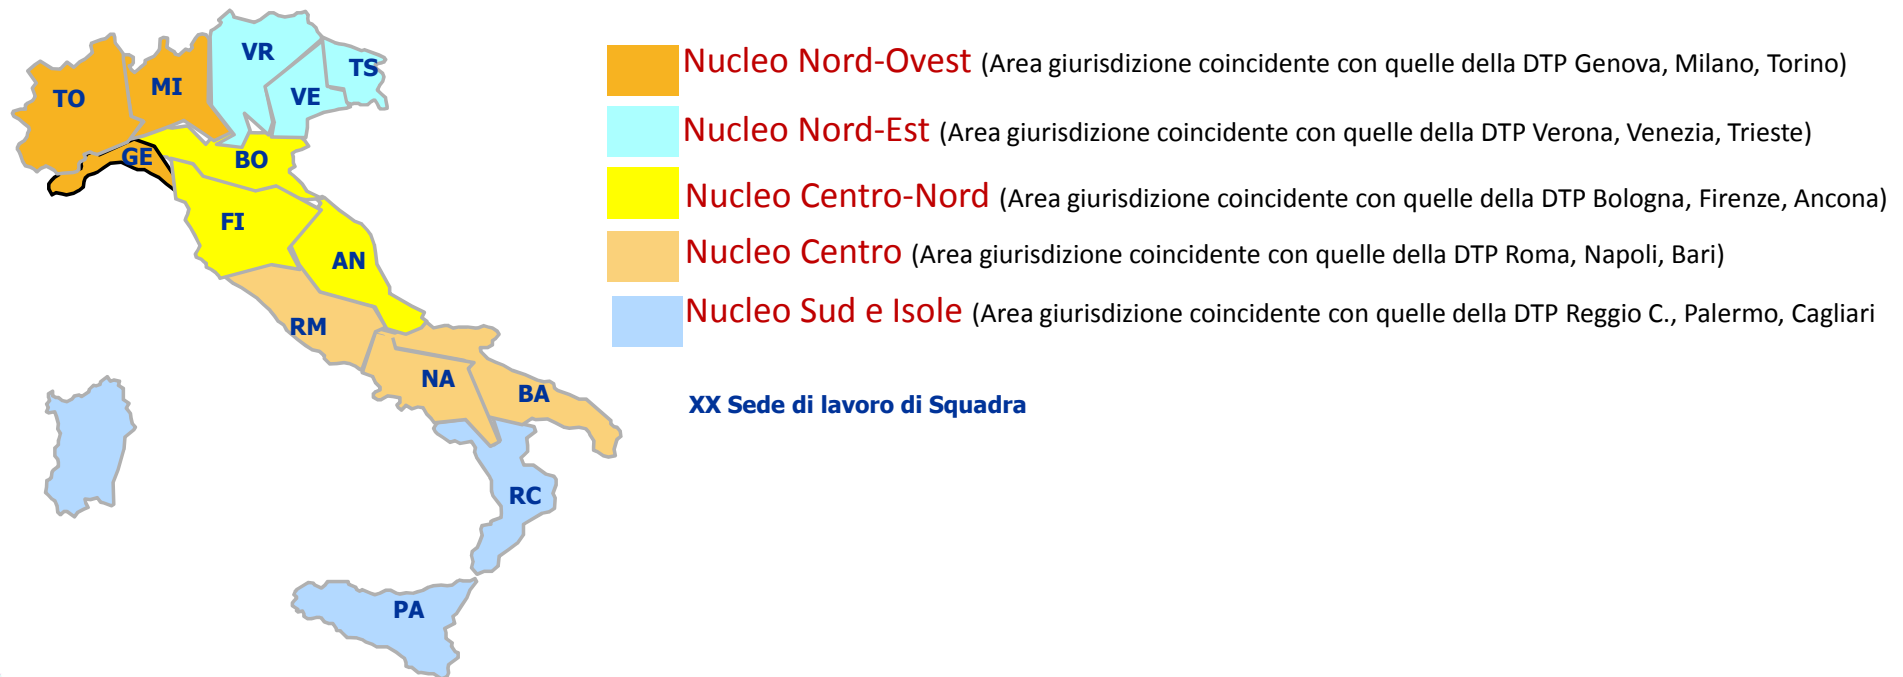 VR
TS
MI
TO
VE
GE
BO
FI
AN
RM
NA
BA
RC
PA
Nucleo Nord-Ovest (Area giurisdizione coincidente con quelle della DTP Genova, Milano, Torino)
Nucleo Nord-Est (Area giurisdizione coincidente con quelle della DTP Verona, Venezia, Trieste)
Nucleo Centro-Nord (Area giurisdizione coincidente con quelle della DTP Bologna, Firenze, Ancona)
Nucleo Centro (Area giurisdizione coincidente con quelle della DTP Roma, Napoli, Bari)
Nucleo Sud e Isole (Area giurisdizione coincidente con quelle della DTP Reggio C., Palermo, Cagliari
XX Sede di lavoro di Squadra